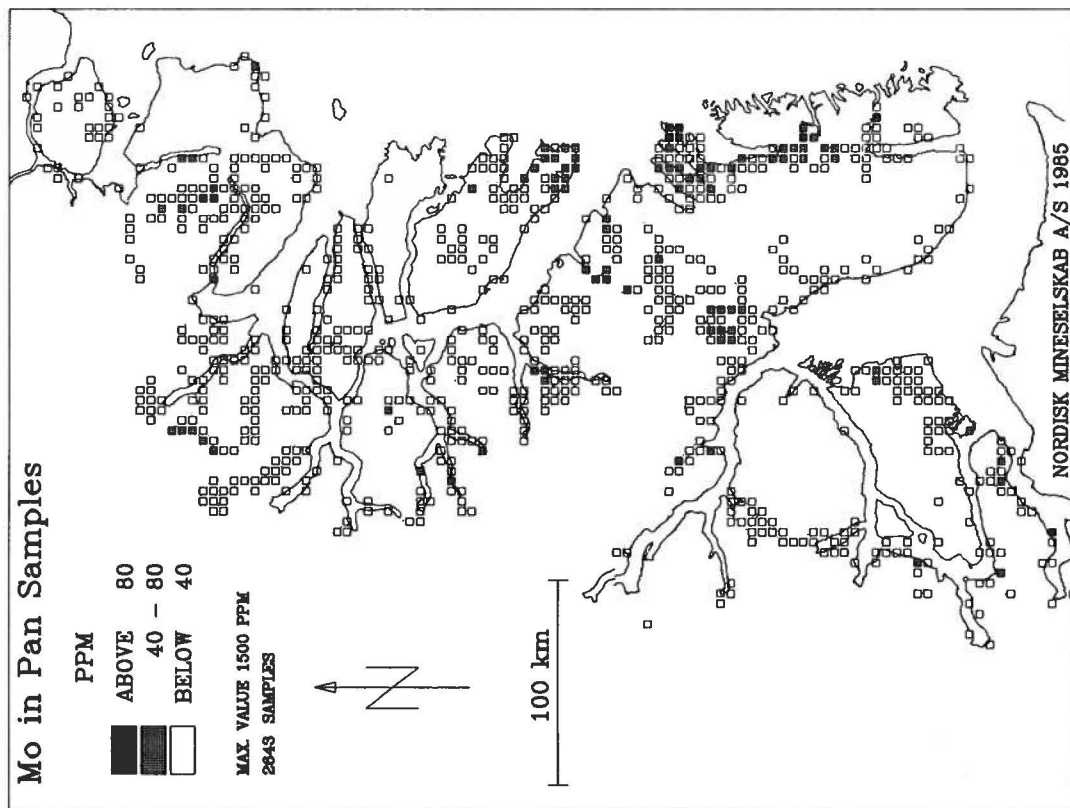 Mo in Pan Samples
PPM
ABOVE 80
40 - 80
BELOW 40
MAX. VALUE 1500 PPM
2643 SAMPLES
N
100 km
NORDISK MINESELSKAB A/S 1985